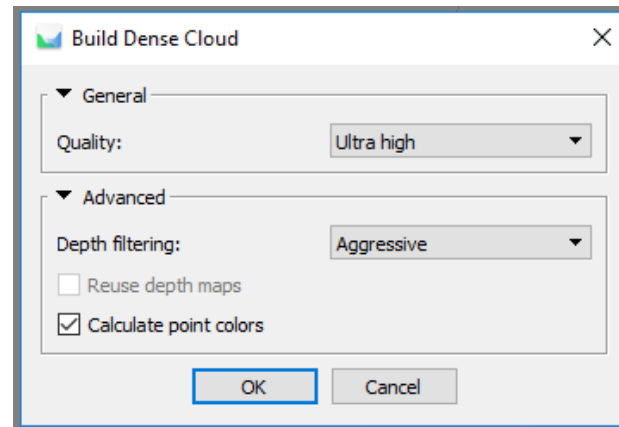 Build Dense Cloud
General
Quality: Ultra high
Advanced
Depth filtering: Aggressive
Reuse depth maps
Calculate point colors
OK Cancel